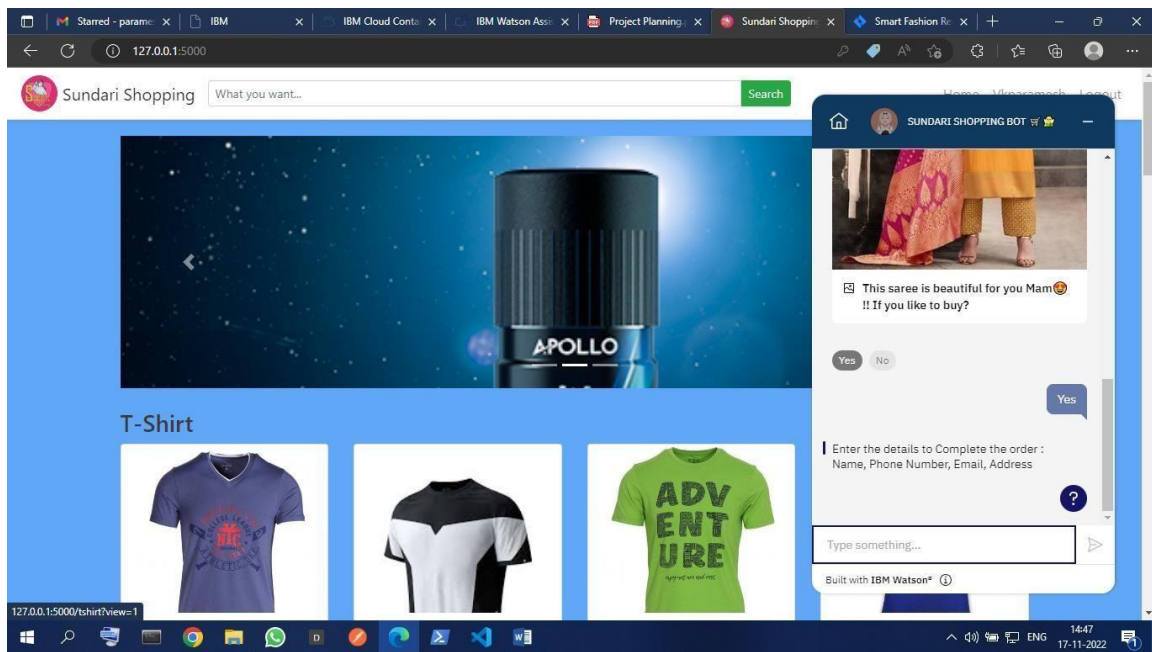 Starred - parame
IBM
IBM Cloud Conta
IBM Watson Assis
Project Planning.
Sundari Shopping
Smart Fashion Re
127.0.0.1:5000
Sundari Shopping
What you want...
Search
Home Vkparamesh Logout
SUNDARI SHOPPING BOT 🛒 👷
This saree is beautiful for you Mam🤩
!! If you like to buy?
Yes
No
Yes
Enter the details to Complete the order :
Name, Phone Number, Email, Address
?
Type something...
Built with IBM Watson®
APOLLO
T-Shirt
NYC
ADV
ENT
URE
127.0.0.1:5000/tshirt?view=1
ENG
14:47
17-11-2022